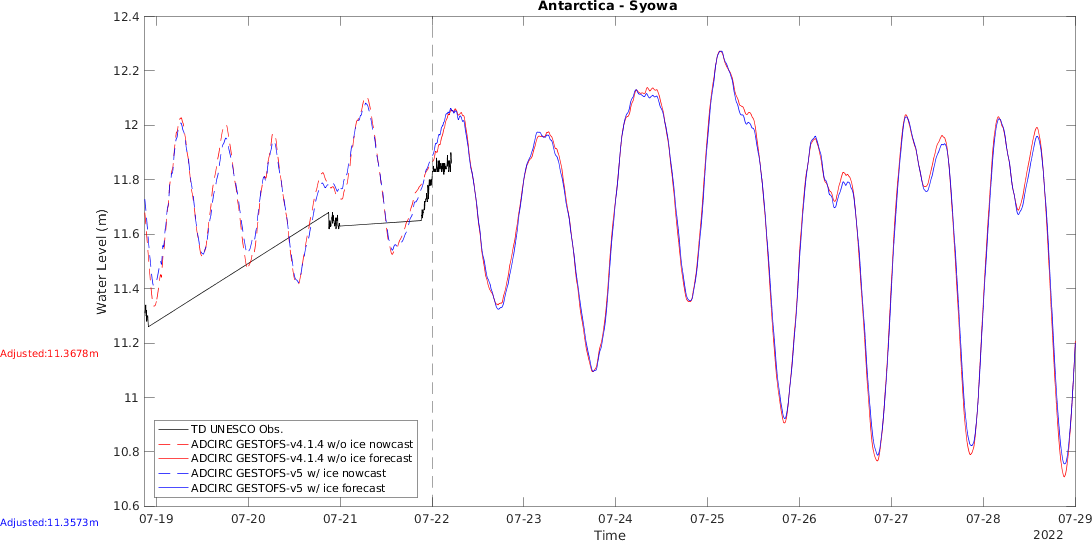 Antarctica - Syowa
12.4
12.2
12
11.8
11.6
11.4
11.2
11
10.8
10.6
Water Level (m)
Adjusted:11.3678m
Adjusted:11.3573m
TD UNESCO Obs.
ADCIRC GESTOFS-v4.1.4 w/o ice nowcast
ADCIRC GESTOFS-v4.1.4 w/o ice forecast
ADCIRC GESTOFS-v5 w/ ice nowcast
ADCIRC GESTOFS-v5 w/ ice forecast
07-19 07-20 07-21 07-22 07-23 07-24 07-25 07-26 07-27 07-28 07-29
Time
2022